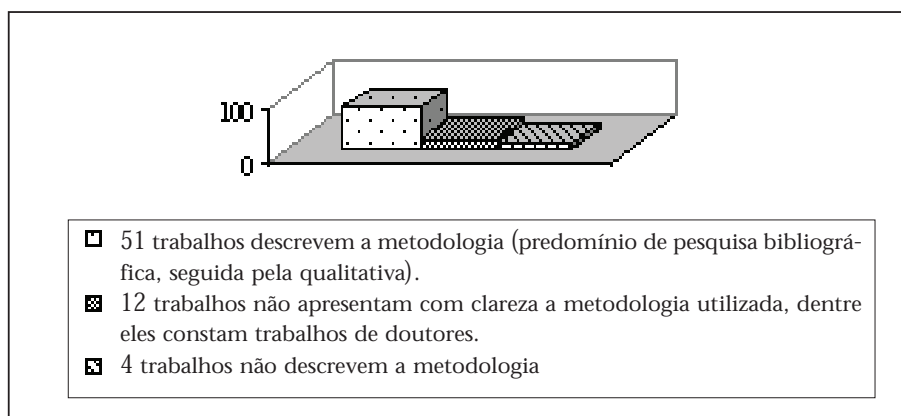 100
0
51 trabalhos descrevem a metodologia (predomínio de pesquisa bibliográ-
fica, seguida pela qualitativa).
12 trabalhos não apresentam com clareza a metodologia utilizada, dentre
eles constam trabalhos de doutores.
4 trabalhos não descrevem a metodologia